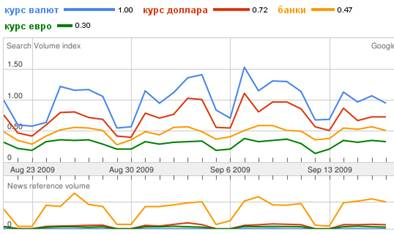 курс валют 1.00 курс доллара 0.72 банки 0.47
курс евро 0.30
Search Volume index Google
1.50
1.00
0.50
0
Aug 23 2009 Aug 30 2009 Sep 6 2009 Sep 13 2009
News reference volume
0